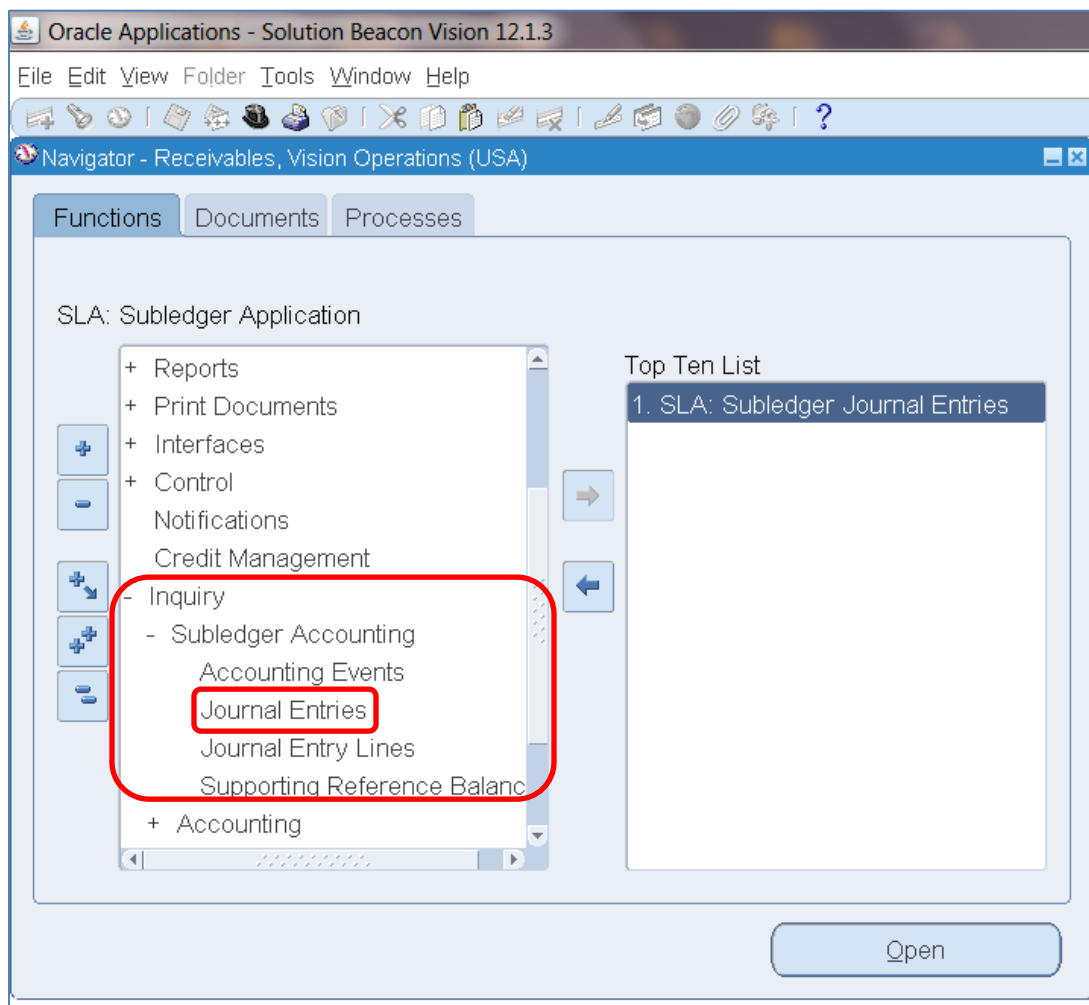 Oracle Applications - Solution Beacon Vision 12.1.3
File Edit View Folder Tools Window Help
Navigator - Receivables, Vision Operations (USA)
Functions Documents Processes
SLA: Subledger Application
+ Reports
+ Print Documents
+ Interfaces
+ Control
Notifications
Credit Management
- Inquiry
- Subledger Accounting
Accounting Events
Journal Entries
Journal Entry Lines
Supporting Reference Balanc
+ Accounting
Top Ten List
1. SLA: Subledger Journal Entries
Open